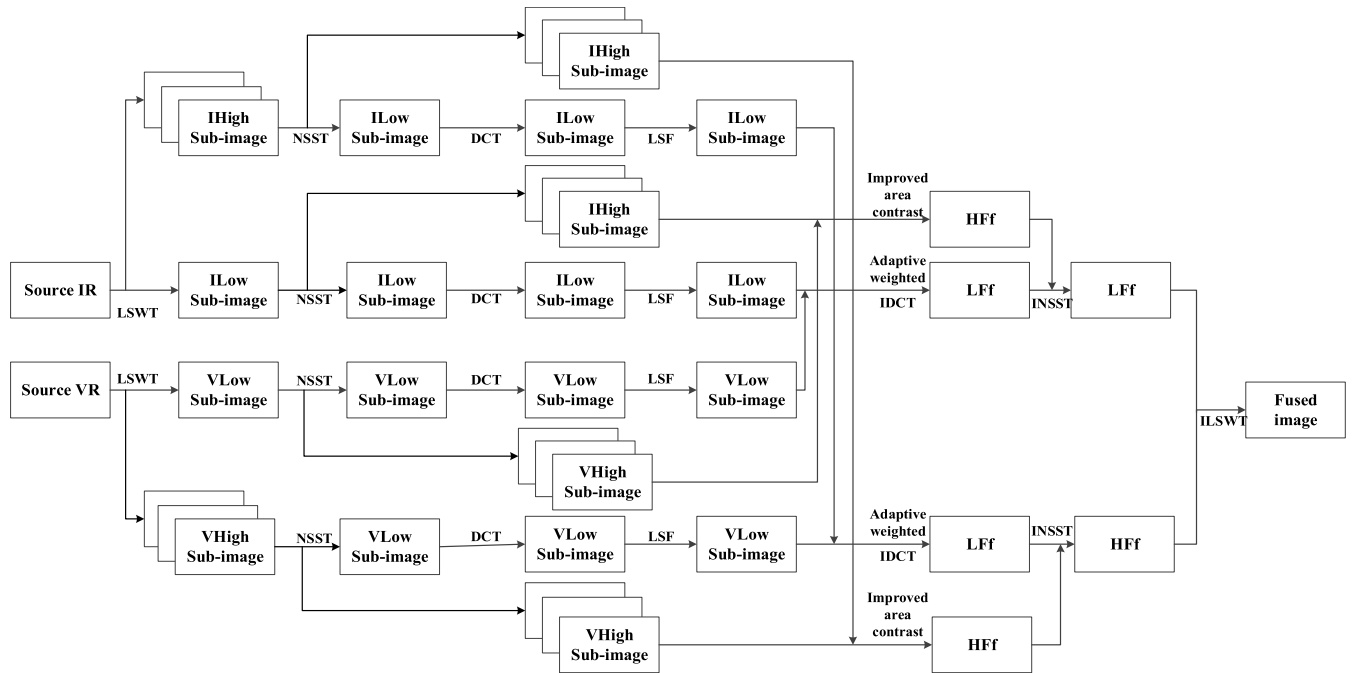 IHigh
Sub-image
IHigh
Sub-image
NSST
ILow
Sub-image
DCT
ILow
Sub-image
LSF
ILow
Sub-image
IHigh
Sub-image
Improved
area
contrast
HFf
Source IR
LSWT
ILow
Sub-image
NSST
ILow
Sub-image
DCT
ILow
Sub-image
LSF
ILow
Sub-image
Adaptive
weighted
IDCT
LFf
INSST
LFf
Source VR
LSWT
VLow
Sub-image
NSST
VLow
Sub-image
DCT
VLow
Sub-image
LSF
VLow
Sub-image
Fused
image
ILSWT
VHigh
Sub-image
VHigh
Sub-image
NSST
VLow
Sub-image
DCT
VLow
Sub-image
LSF
VLow
Sub-image
Adaptive
weighted
IDCT
LFf
INSST
HFf
VHigh
Sub-image
Improved
area
contrast
HFf